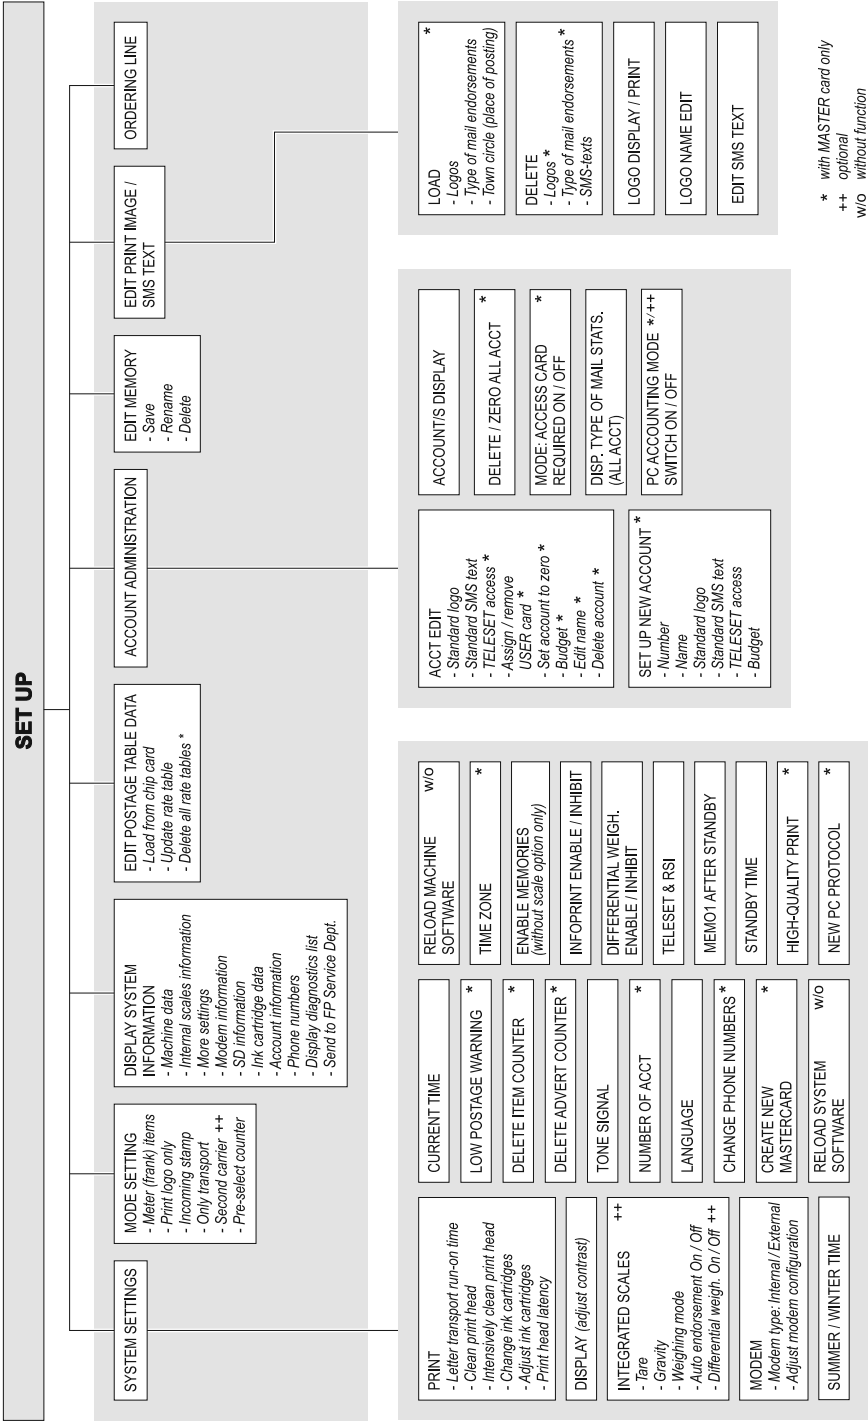 SET UP
SYSTEM SETTINGS
MODE SETTING
- Meter (frank) items
- Print logo only
- Incoming stamp
- Only transport
- Second carrier ++
- Pre-select counter
DISPLAY SYSTEM
INFORMATION
- Machine data
- Internal scales information
- More settings
- Modem information
- SD information
- Ink cartridge data
- Account information
- Phone numbers
- Display diagnostics list
- Send to FP Service Dept.
EDIT POSTAGE TABLE DATA
- Load from chip card
- Update rate table
- Delete all rate tables *
ACCOUNT ADMINISTRATION
EDIT MEMORY
- Save
- Rename
- Delete
EDIT PRINT IMAGE /
SMS TEXT
ORDERING LINE
PRINT
- Letter transport run-on time
- Clean print head
- Intensively clean print head
- Change ink cartridges
- Adjust ink cartridges
- Print head latency
DISPLAY (adjust contrast)
INTEGRATED SCALES ++
- Tare
- Gravity
- Weighing mode
- Auto endorsement On / Off
- Differential weigh. On / Off ++
MODEM
- Modem type: Internal / External
- Adjust modem configuration
SUMMER / WINTER TIME
CURRENT TIME
LOW POSTAGE WARNING *
DELETE ITEM COUNTER *
DELETE ADVERT COUNTER *
TONE SIGNAL
NUMBER OF ACCT *
LANGUAGE
CHANGE PHONE NUMBERS *
CREATE NEW *
MASTERCARD
RELOAD SYSTEM w/o
SOFTWARE
RELOAD MACHINE w/o
SOFTWARE
TIME ZONE *
ENABLE MEMORIES
(without scale option only)
INFOPRINT ENABLE / INHIBIT
DIFFERENTIAL WEIGH.
ENABLE / INHIBIT
TELESET & RSI
MEMO1 AFTER STANDBY
STANDBY TIME
HIGH-QUALITY PRINT *
NEW PC PROTOCOL *
ACCT EDIT
- Standard logo
- Standard SMS text
- TELESET access *
- Assign / remove
USER card *
- Set account to zero *
- Budget *
- Edit name *
- Delete account *
SET UP NEW ACCOUNT *
- Number
- Name
- Standard logo
- Standard SMS text
- TELESET access
- Budget
ACCOUNT/S DISPLAY
DELETE / ZERO ALL ACCT *
MODE: ACCESS CARD *
REQUIRED ON / OFF
DISP. TYPE OF MAIL STATS.
(ALL ACCT)
PC ACCOUNTING MODE */++
SWITCH ON / OFF
LOAD *
- Logos
- Type of mail endorsements
- Town circle (place of posting)
DELETE
- Logos *
- Type of mail endorsements *
- SMS-texts
LOGO DISPLAY / PRINT
LOGO NAME EDIT
EDIT SMS TEXT
* with MASTER card only
++ optional
w/o without function